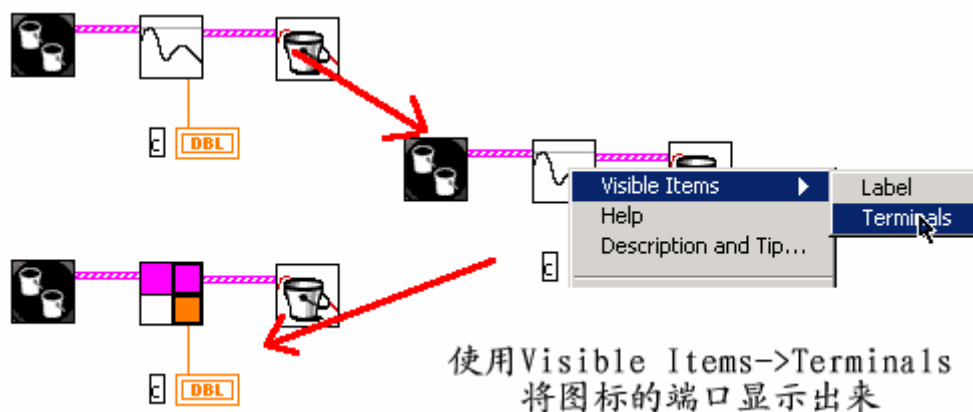 c DBL
Visible Items
Label
Help
Terminals
Description and Tip...
c
c DBL
使用Visible Items->Terminals
将图标的端口显示出来